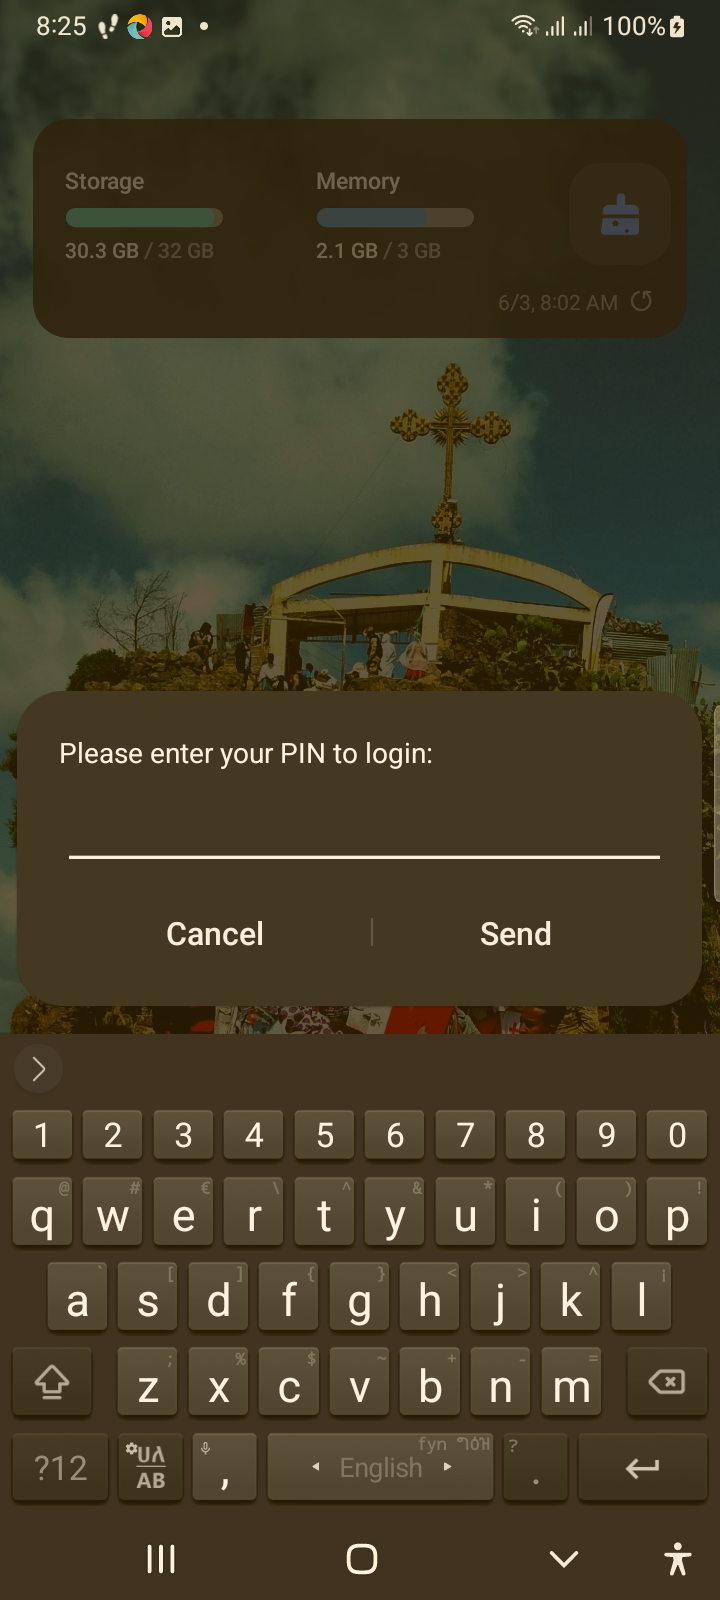 8:25 100%
Storage Memory
30.3 GB / 32 GB 2.1 GB / 3 GB
6/3, 8:02 AM
Please enter your PIN to login:
Cancel Send
1 2 3 4 5 6 7 8 9 0
@ # € \ ^ & * ( ) !
q w e r t y u i o p
` [ ] { } < > ^ ¡
a s d f g h j k l
; % $ ~ + - =
z x c v b n m
fyn ?
?12 AB , English .